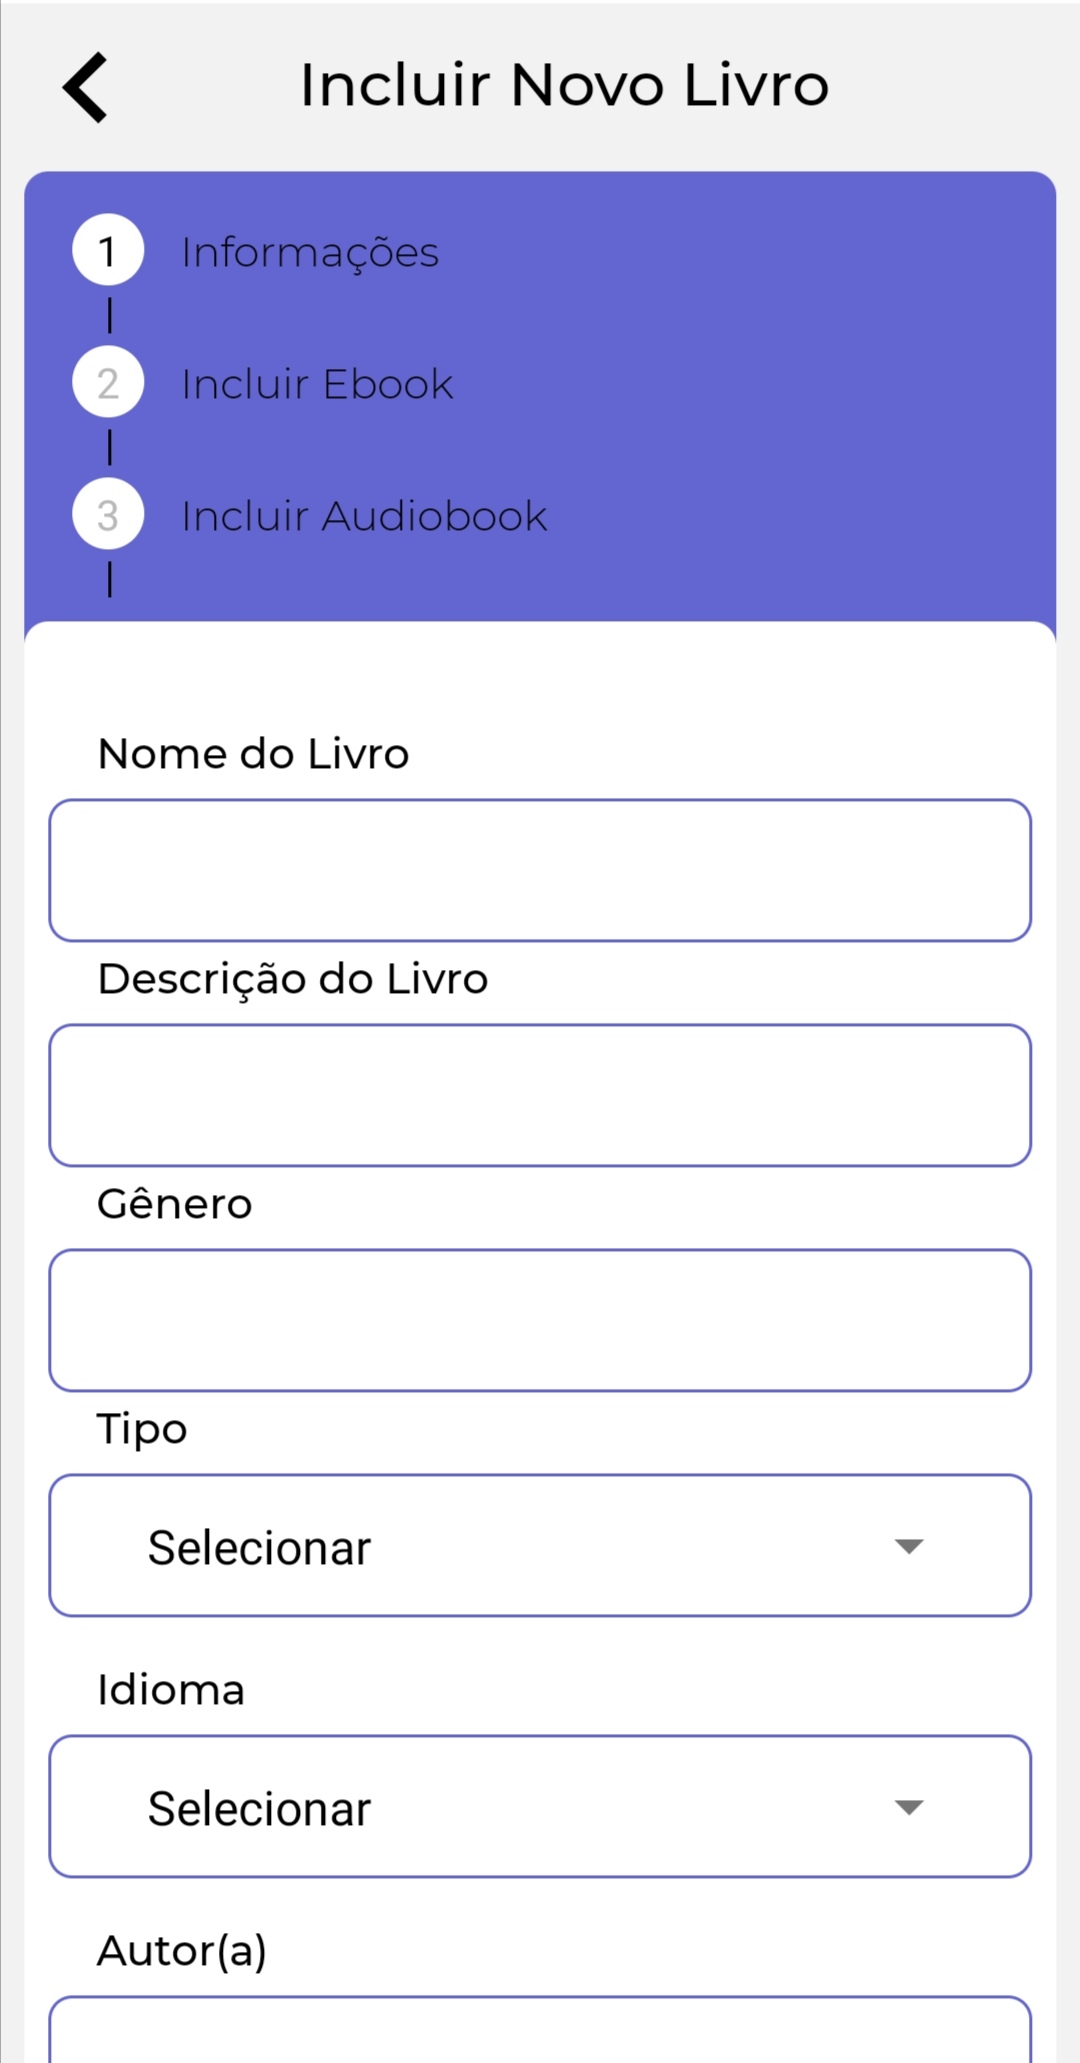 Incluir Novo Livro
1 Informações
2 Incluir Ebook
3 Incluir Audiobook
Nome do Livro
Descrição do Livro
Gênero
Tipo
Selecionar
Idioma
Selecionar
Autor(a)